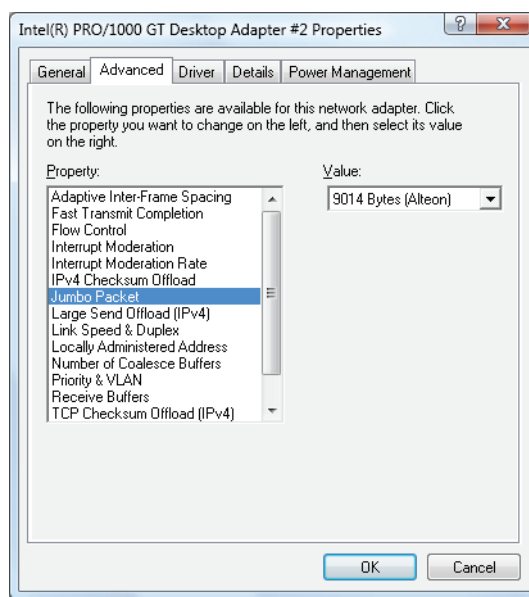 Intel(R) PRO/1000 GT Desktop Adapter #2 Properties
General Advanced Driver Details Power Management
The following properties are available for this network adapter. Click
the property you want to change on the left, and then select its value
on the right.
Property:
Adaptive Inter-Frame Spacing
Fast Transmit Completion
Flow Control
Interrupt Moderation
Interrupt Moderation Rate
IPv4 Checksum Offload
Jumbo Packet
Large Send Offload (IPv4)
Link Speed & Duplex
Locally Administered Address
Number of Coalesce Buffers
Priority & VLAN
Receive Buffers
TCP Checksum Offload (IPv4)
Value:
9014 Bytes (Alteon)
OK Cancel